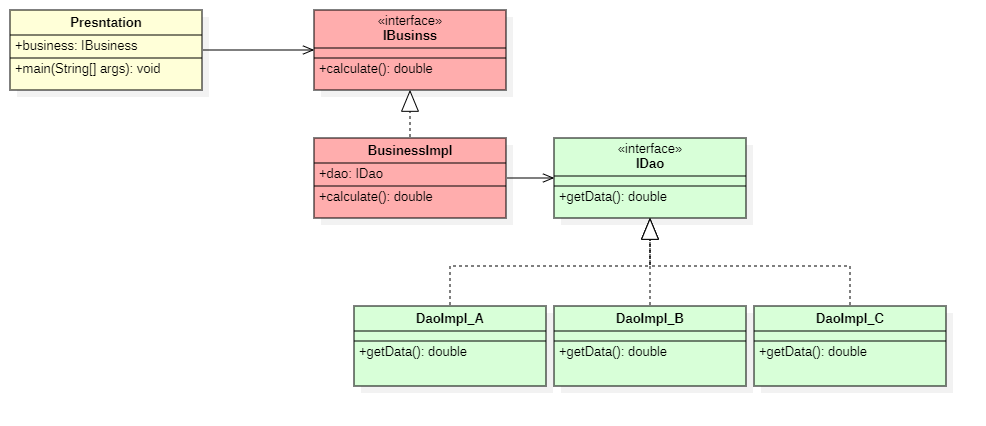 Presntation
+business: IBusiness
+main(String[] args): void
«interface»
IBusinss
+calculate(): double
BusinessImpl
+dao: IDao
+calculate(): double
«interface»
IDao
+getData(): double
DaoImpl_A
+getData(): double
DaoImpl_B
+getData(): double
DaoImpl_C
+getData(): double